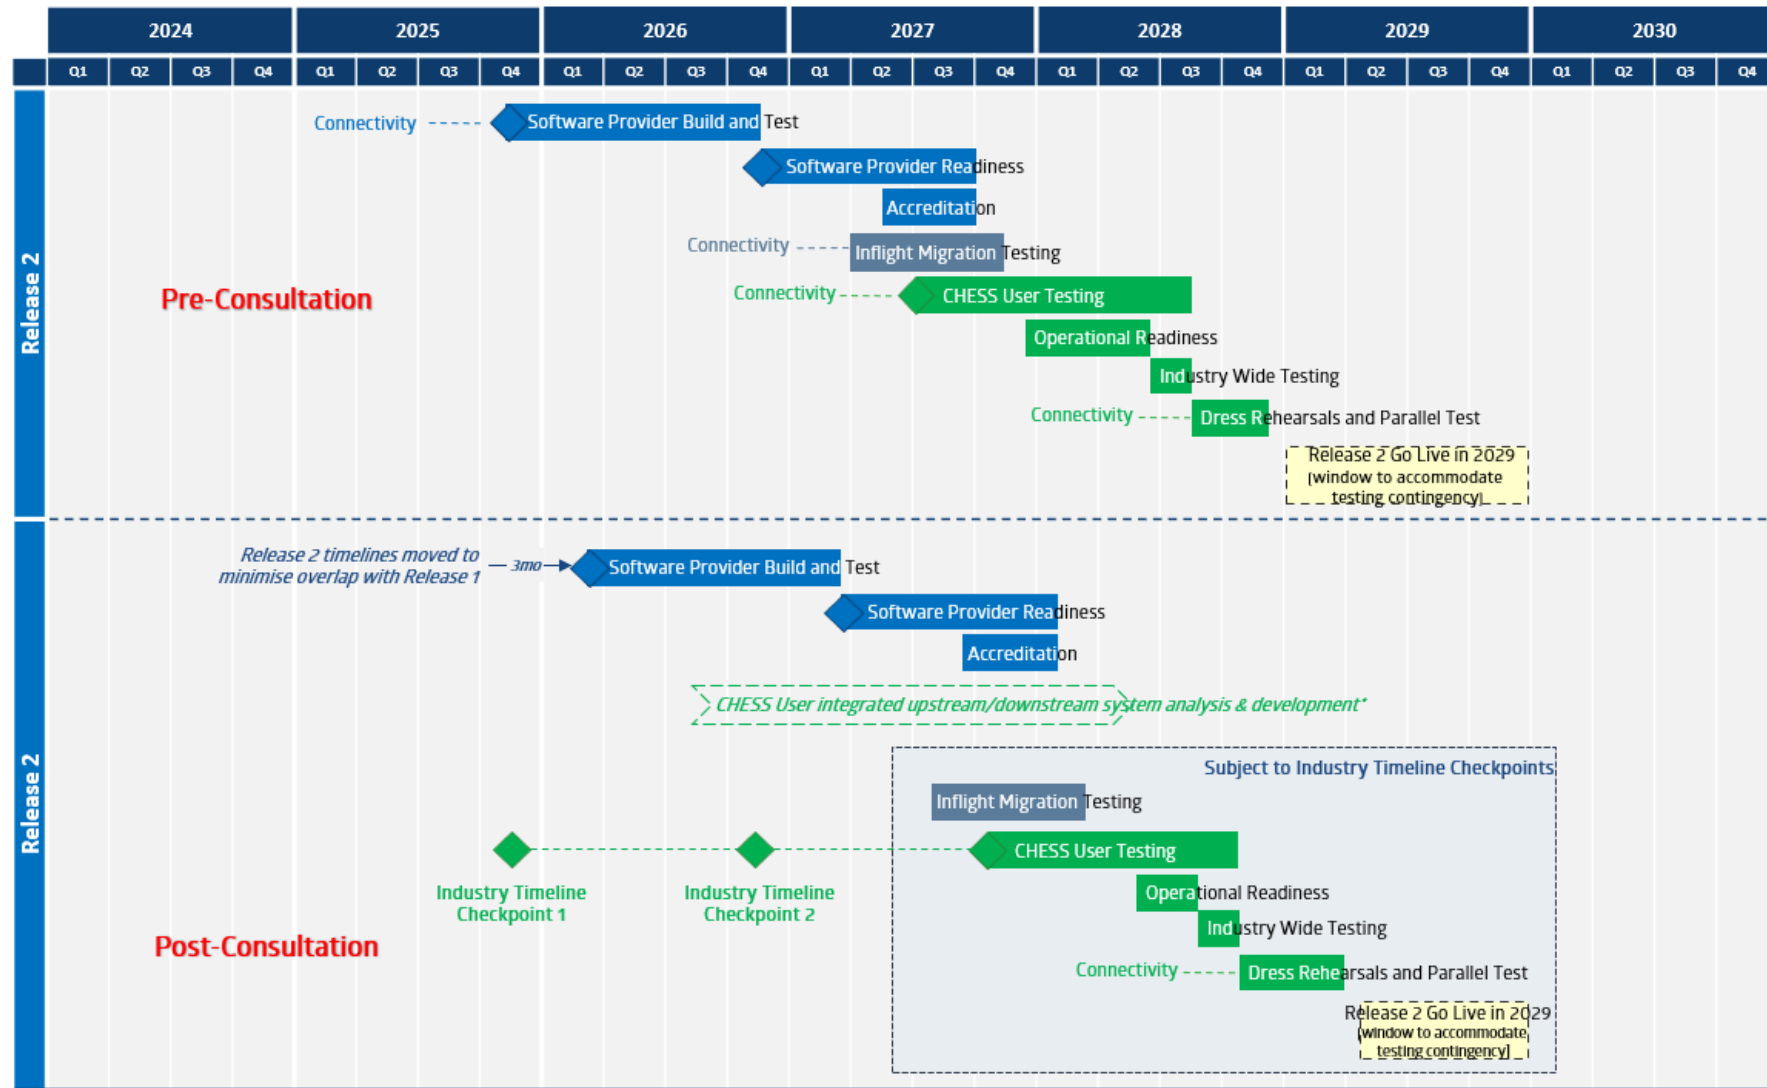 2024 2025 2026 2027 2028 2029 2030
Q1 Q2 Q3 Q4 Q1 Q2 Q3 Q4 Q1 Q2 Q3 Q4 Q1 Q2 Q3 Q4 Q1 Q2 Q3 Q4 Q1 Q2 Q3 Q4 Q1 Q2 Q3 Q4
Release 2
Pre-Consultation
Connectivity
Software Provider Build and Test
Software Provider Readiness
Accreditation
Connectivity
Inflight Migration Testing
Connectivity
CHESS User Testing
Operational Readiness
Industry Wide Testing
Connectivity
Dress Rehearsals and Parallel Test
Release 2 Go Live in 2029
[window to accommodate
testing contingency]
Release 2
Post-Consultation
Release 2 timelines moved to
minimise overlap with Release 1
3mo
Software Provider Build and Test
Software Provider Readiness
Accreditation
CHESS User integrated upstream/downstream system analysis & development*
Subject to Industry Timeline Checkpoints
Inflight Migration Testing
CHESS User Testing
Industry Timeline
Checkpoint 1
Industry Timeline
Checkpoint 2
Operational Readiness
Industry Wide Testing
Connectivity
Dress Rehearsals and Parallel Test
Release 2 Go Live in 2029
[window to accommodate
testing contingency]